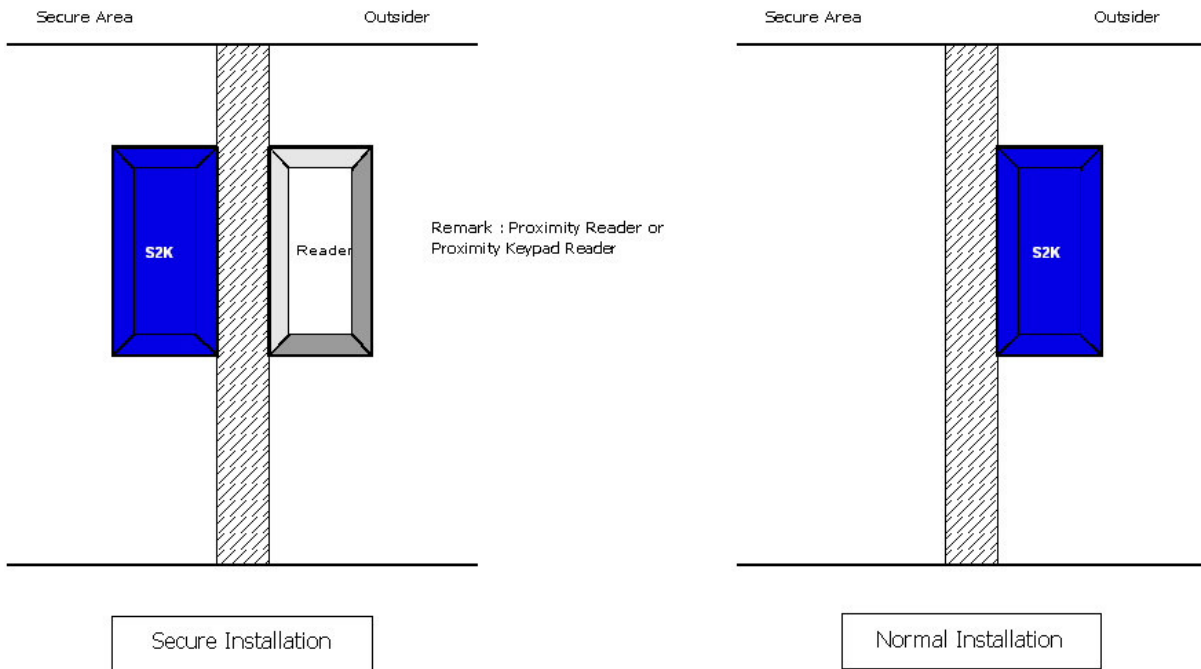 Secure Area
Outsider
Secure Area
Outsider
S2K
Reader
Remark : Proximity Reader or
Proximity Keypad Reader
S2K
Secure Installation
Normal Installation